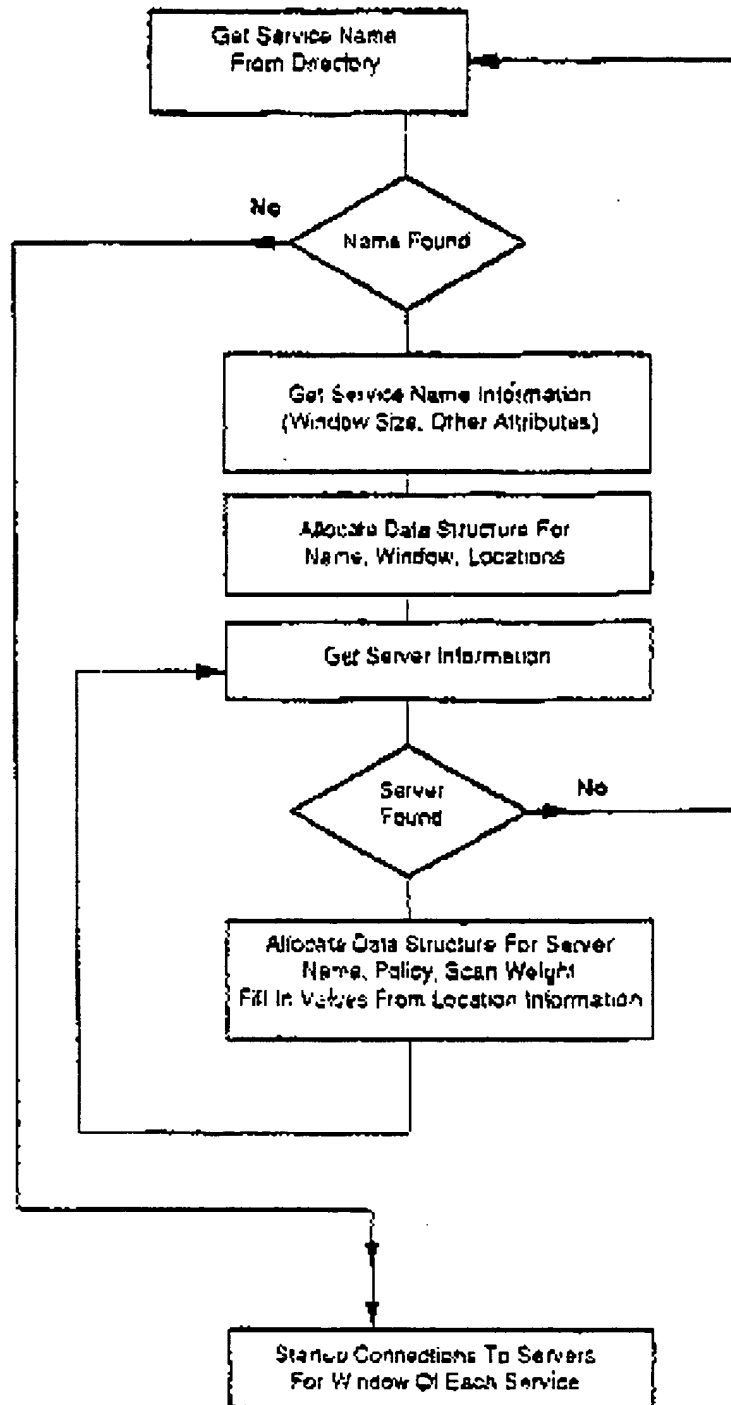 Get Service Name
From Directory
No
Name Found
Get Service Name Information
(Window Size, Other Attributes)
Allocate Data Structure For
Name, Window, Locations
Get Server Information
Server
Found
No
Allocate Data Structure For Server
Name, Policy, Scan Weight
Fill In Values From Location Information
Startup Connections To Servers
For Window Of Each Service